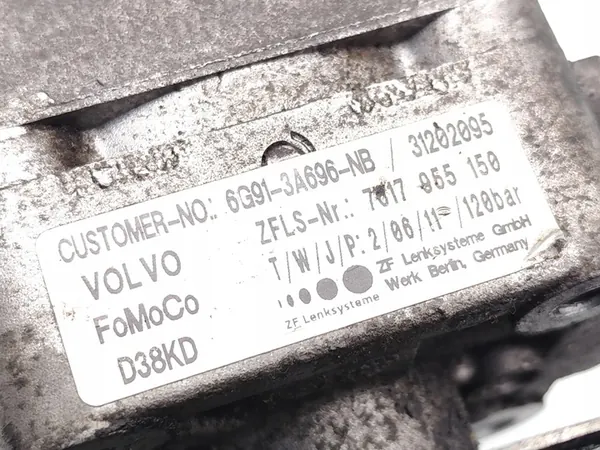 CUSTOMER-NO.: 6G91-3A696-NB / 31202095
VOLVO ZFLS-Nr.: 7617 955 150
FoMoCo T/W/J/P: 2/06/11 /120bar
D38KD ZF Lenksysteme ZF Lenksysteme GmbH
Werk Berlin, Germany